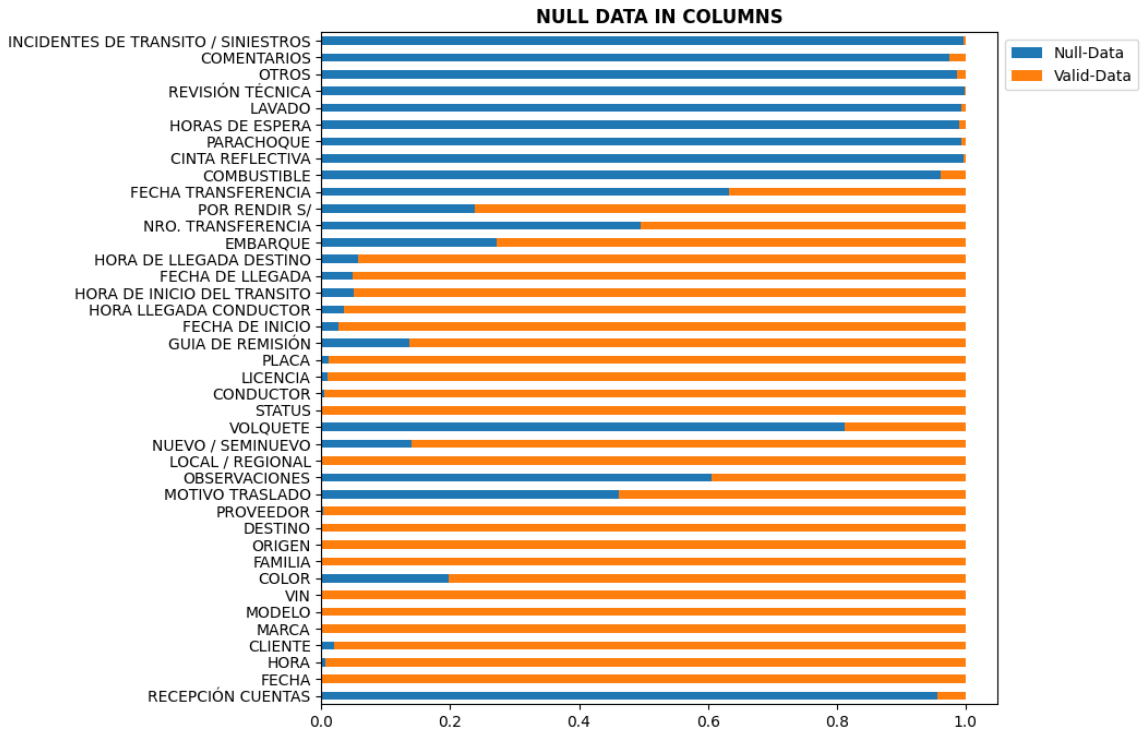 NULL DATA IN COLUMNS
INCIDENTES DE TRANSITO / SINIESTROS
COMENTARIOS
OTROS
REVISIÓN TÉCNICA
LAVADO
HORAS DE ESPERA
PARACHOQUE
CINTA REFLECTIVA
COMBUSTIBLE
FECHA TRANSFERENCIA
POR RENDIR S/
NRO. TRANSFERENCIA
EMBARQUE
HORA DE LLEGADA DESTINO
FECHA DE LLEGADA
HORA DE INICIO DEL TRANSITO
HORA LLEGADA CONDUCTOR
FECHA DE INICIO
GUIA DE REMISIÓN
PLACA
LICENCIA
CONDUCTOR
STATUS
VOLQUETE
NUEVO / SEMINUEVO
LOCAL / REGIONAL
OBSERVACIONES
MOTIVO TRASLADO
PROVEEDOR
DESTINO
ORIGEN
FAMILIA
COLOR
VIN
MODELO
MARCA
CLIENTE
HORA
FECHA
RECEPCIÓN CUENTAS
0.0 0.2 0.4 0.6 0.8 1.0
Null-Data
Valid-Data